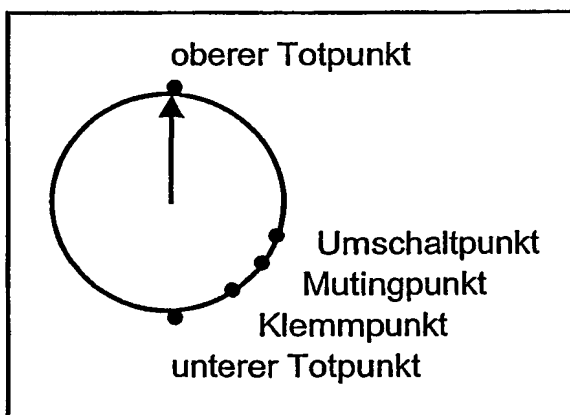 oberer Totpunkt
Umschaltpunkt
Mutingpunkt
Klemmpunkt
unterer Totpunkt